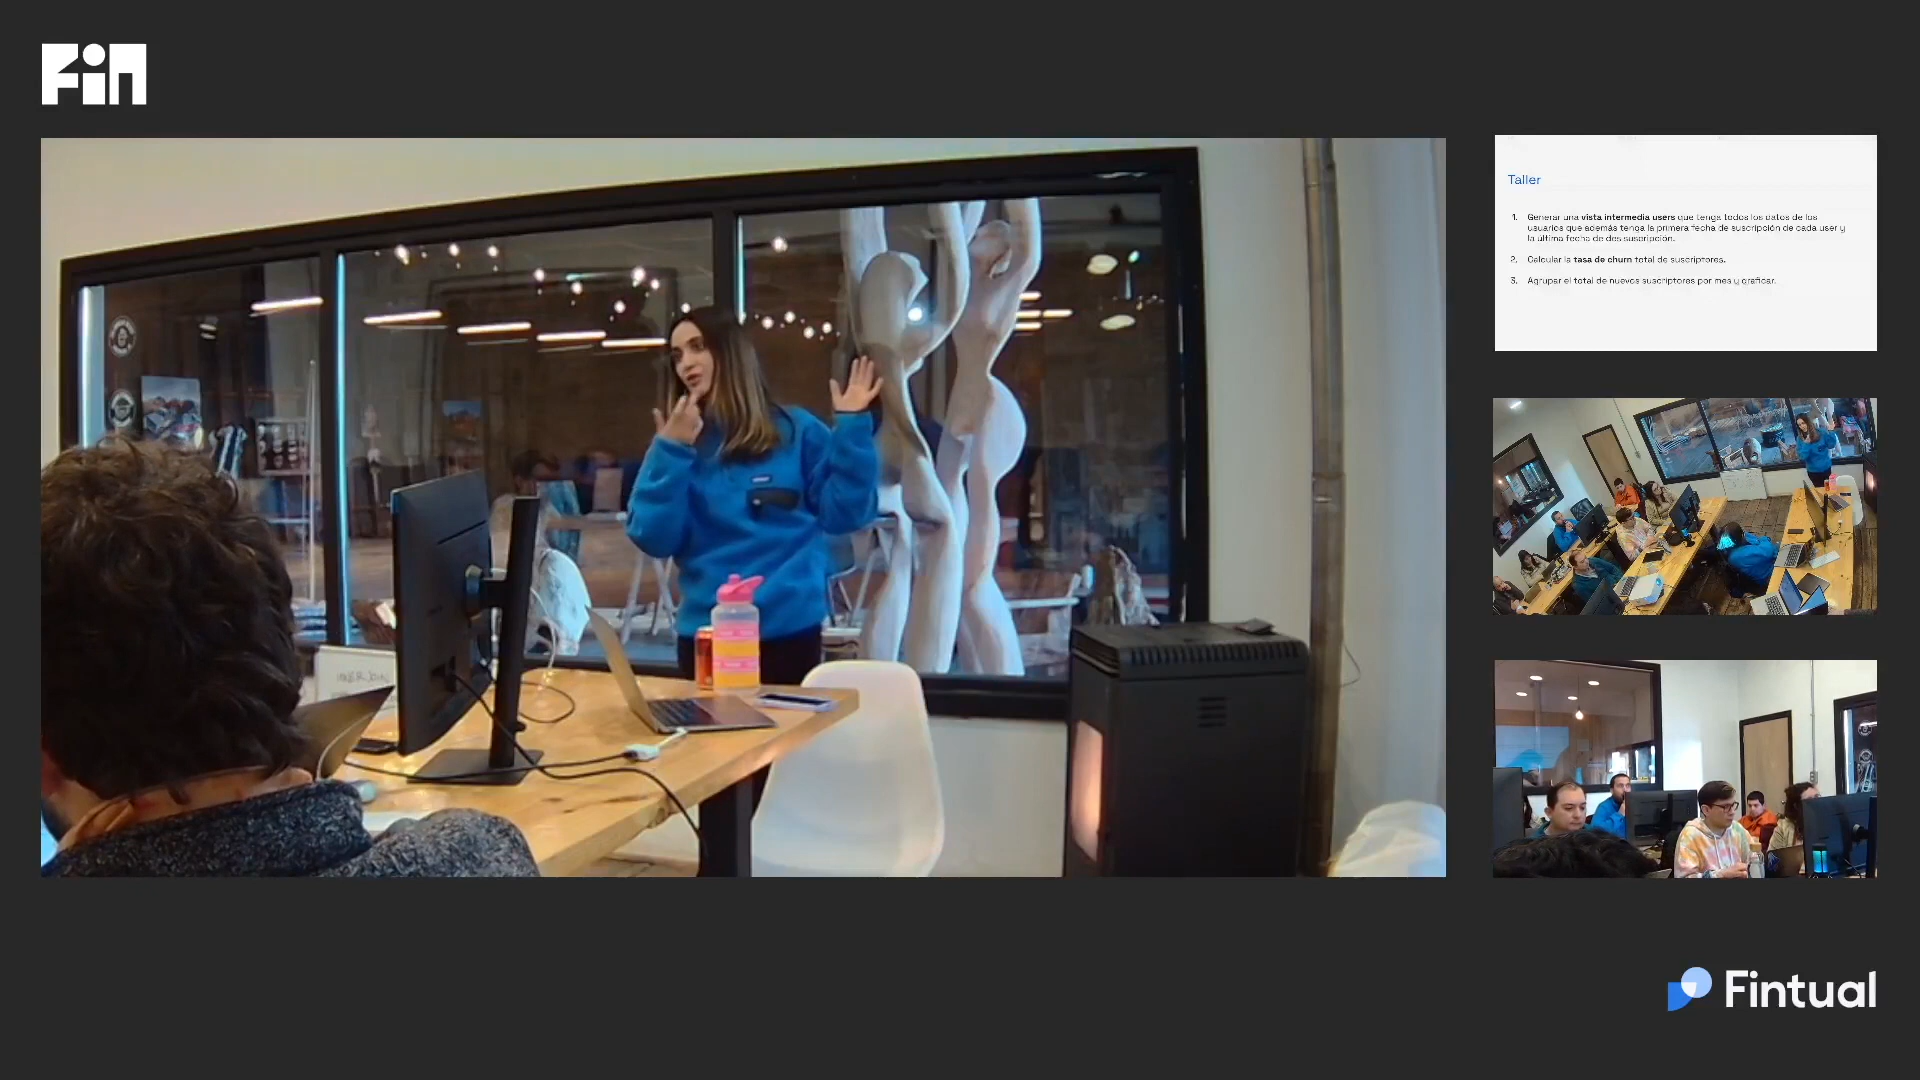 Fin
Taller
1. Generar una vista intermedia users que tenga todos los datos de los
usuarios que además tenga la primera fecha de suscripción de cada user y
la última fecha de des suscripción.
2. Calcular la tasa de churn total de suscriptores.
3. Agrupar el total de nuevos suscriptores por mes y graficar.
INNER JOIN
Fintual